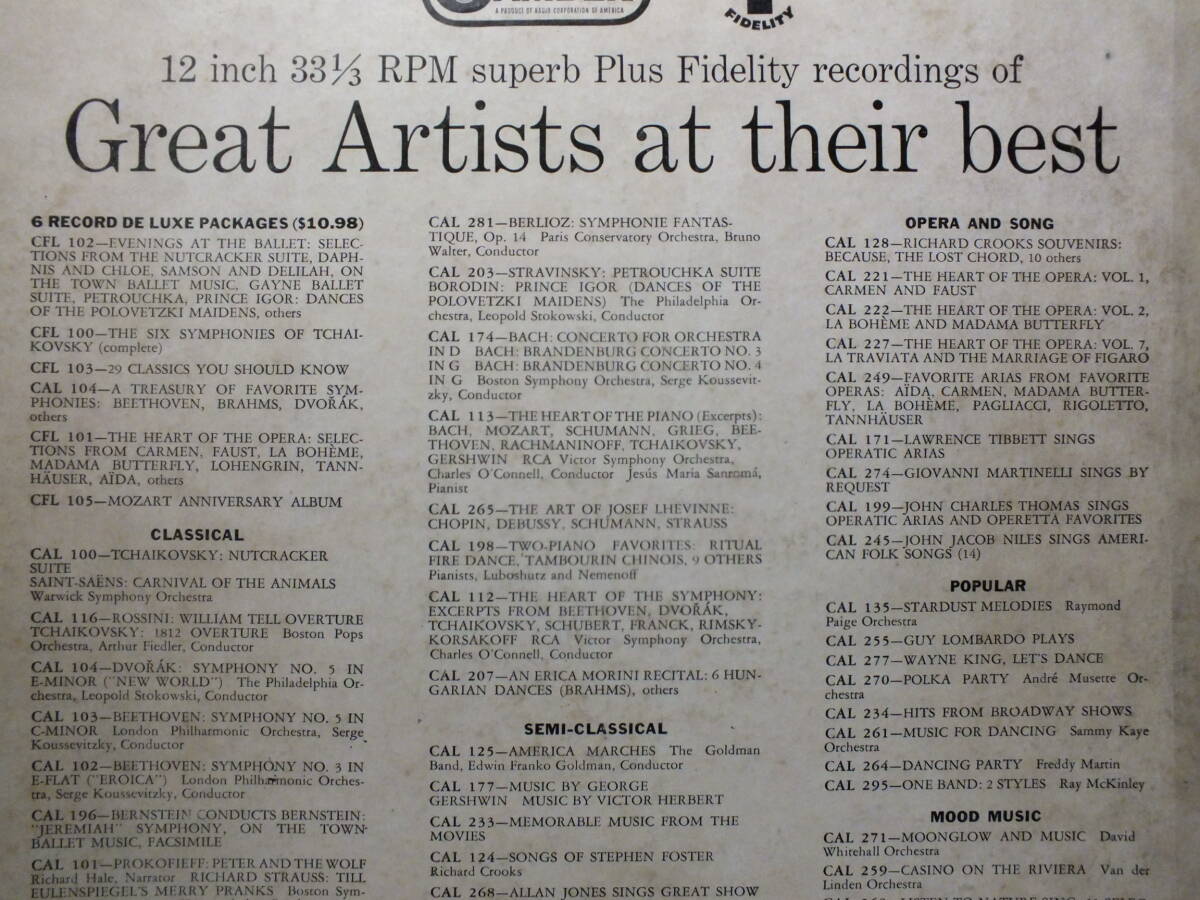 A PRODUCT OF RADIO CORPORATION OF AMERICA
FIDELITY
12 inch 33⅓ RPM superb Plus Fidelity recordings of
Great Artists at their best
6 RECORD DE LUXE PACKAGES ($10.98)
CFL 102—EVENINGS AT THE BALLET: SELEC-
TIONS FROM THE NUTCRACKER SUITE, DAPH-
NIS AND CHLOE, SAMSON AND DELILAH, ON
THE TOWN BALLET MUSIC, GAYNE BALLET
SUITE, PETROUCHKA, PRINCE IGOR: DANCES
OF THE POLOVETZKI MAIDENS, others
CFL 100—THE SIX SYMPHONIES OF TCHAI-
KOVSKY (complete)
CFL 103—29 CLASSICS YOU SHOULD KNOW
CAL 104—A TREASURY OF FAVORITE SYM-
PHONIES: BEETHOVEN, BRAHMS, DVOŘÁK,
others
CFL 101—THE HEART OF THE OPERA: SELEC-
TIONS FROM CARMEN, FAUST, LA BOHÈME,
MADAMA BUTTERFLY, LOHENGRIN, TANN-
HÄUSER, AÏDA, others
CFL 105—MOZART ANNIVERSARY ALBUM
CLASSICAL
CAL 100—TCHAIKOVSKY: NUTCRACKER
SUITE
SAINT-SAËNS: CARNIVAL OF THE ANIMALS
Warwick Symphony Orchestra
CAL 116—ROSSINI: WILLIAM TELL OVERTURE
TCHAIKOVSKY: 1812 OVERTURE Boston Pops
Orchestra, Arthur Fiedler, Conductor
CAL 104—DVOŘÁK: SYMPHONY NO. 5 IN
E-MINOR ("NEW WORLD") The Philadelphia Or-
chestra, Leopold Stokowski, Conductor
CAL 103—BEETHOVEN: SYMPHONY NO. 5 IN
C-MINOR London Philharmonic Orchestra, Serge
Koussevitzky, Conductor
CAL 102—BEETHOVEN: SYMPHONY NO. 3 IN
E-FLAT ("EROICA") London Philharmonic Orches-
tra, Serge Koussevitzky, Conductor
CAL 196—BERNSTEIN CONDUCTS BERNSTEIN:
"JEREMIAH" SYMPHONY, ON THE TOWN
BALLET MUSIC, FACSIMILE
CAL 101—PROKOFIEFF: PETER AND THE WOLF
Richard Hale, Narrator RICHARD STRAUSS: TILL
EULENSPIEGEL'S MERRY PRANKS Boston Sym-
CAL 281—BERLIOZ: SYMPHONIE FANTAS-
TIQUE, Op. 14 Paris Conservatory Orchestra, Bruno
Walter, Conductor
CAL 203—STRAVINSKY: PETROUCHKA SUITE
BORODIN: PRINCE IGOR (DANCES OF THE
POLOVETZKI MAIDENS) The Philadelphia Or-
chestra, Leopold Stokowski, Conductor
CAL 174—BACH: CONCERTO FOR ORCHESTRA
IN D BACH: BRANDENBURG CONCERTO NO. 3
IN G BACH: BRANDENBURG CONCERTO NO. 4
IN G Boston Symphony Orchestra, Serge Koussevit-
zky, Conductor
CAL 113—THE HEART OF THE PIANO (Excerpts):
BACH, MOZART, SCHUMANN, GRIEG, BEE-
THOVEN, RACHMANINOFF, TCHAIKOVSKY,
GERSHWIN RCA Victor Symphony Orchestra,
Charles O'Connell, Conductor Jesús Maria Sanromá,
Pianist
CAL 265—THE ART OF JOSEF LHEVINNE:
CHOPIN, DEBUSSY, SCHUMANN, STRAUSS
CAL 198—TWO-PIANO FAVORITES: RITUAL
FIRE DANCE, TAMBOURIN CHINOIS, 9 OTHERS
Pianists, Luboshutz and Nemenoff
CAL 112—THE HEART OF THE SYMPHONY:
EXCERPTS FROM BEETHOVEN, DVOŘÁK,
TCHAIKOVSKY, SCHUBERT, FRANCK, RIMSKY-
KORSAKOFF RCA Victor Symphony Orchestra,
Charles O'Connell, Conductor
CAL 207—AN ERICA MORINI RECITAL: 6 HUN-
GARIAN DANCES (BRAHMS), others
SEMI-CLASSICAL
CAL 125—AMERICA MARCHES The Goldman
Band, Edwin Franko Goldman, Conductor
CAL 177—MUSIC BY GEORGE
GERSHWIN MUSIC BY VICTOR HERBERT
CAL 233—MEMORABLE MUSIC FROM THE
MOVIES
CAL 124—SONGS OF STEPHEN FOSTER
Richard Crooks
CAL 268—ALLAN JONES SINGS GREAT SHOW
OPERA AND SONG
CAL 128—RICHARD CROOKS SOUVENIRS:
BECAUSE, THE LOST CHORD, 10 others
CAL 221—THE HEART OF THE OPERA: VOL. 1,
CARMEN AND FAUST
CAL 222—THE HEART OF THE OPERA: VOL. 2,
LA BOHÈME AND MADAMA BUTTERFLY
CAL 227—THE HEART OF THE OPERA: VOL. 7,
LA TRAVIATA AND THE MARRIAGE OF FIGARO
CAL 249—FAVORITE ARIAS FROM FAVORITE
OPERAS: AÏDA, CARMEN, MADAMA BUTTER-
FLY, LA BOHÈME, PAGLIACCI, RIGOLETTO,
TANNHÄUSER
CAL 171—LAWRENCE TIBBETT SINGS
OPERATIC ARIAS
CAL 274—GIOVANNI MARTINELLI SINGS BY
REQUEST
CAL 199—JOHN CHARLES THOMAS SINGS
OPERATIC ARIAS AND OPERETTA FAVORITES
CAL 245—JOHN JACOB NILES SINGS AMERI-
CAN FOLK SONGS (14)
POPULAR
CAL 135—STARDUST MELODIES Raymond
Paige Orchestra
CAL 255—GUY LOMBARDO PLAYS
CAL 277—WAYNE KING, LET'S DANCE
CAL 270—POLKA PARTY André Musette Or-
chestra
CAL 234—HITS FROM BROADWAY SHOWS
CAL 261—MUSIC FOR DANCING Sammy Kaye
Orchestra
CAL 264—DANCING PARTY Freddy Martin
CAL 295—ONE BAND: 2 STYLES Ray McKinley
MOOD MUSIC
CAL 271—MOONGLOW AND MUSIC David
Whitehall Orchestra
CAL 259—CASINO ON THE RIVIERA Van der
Linden Orchestra